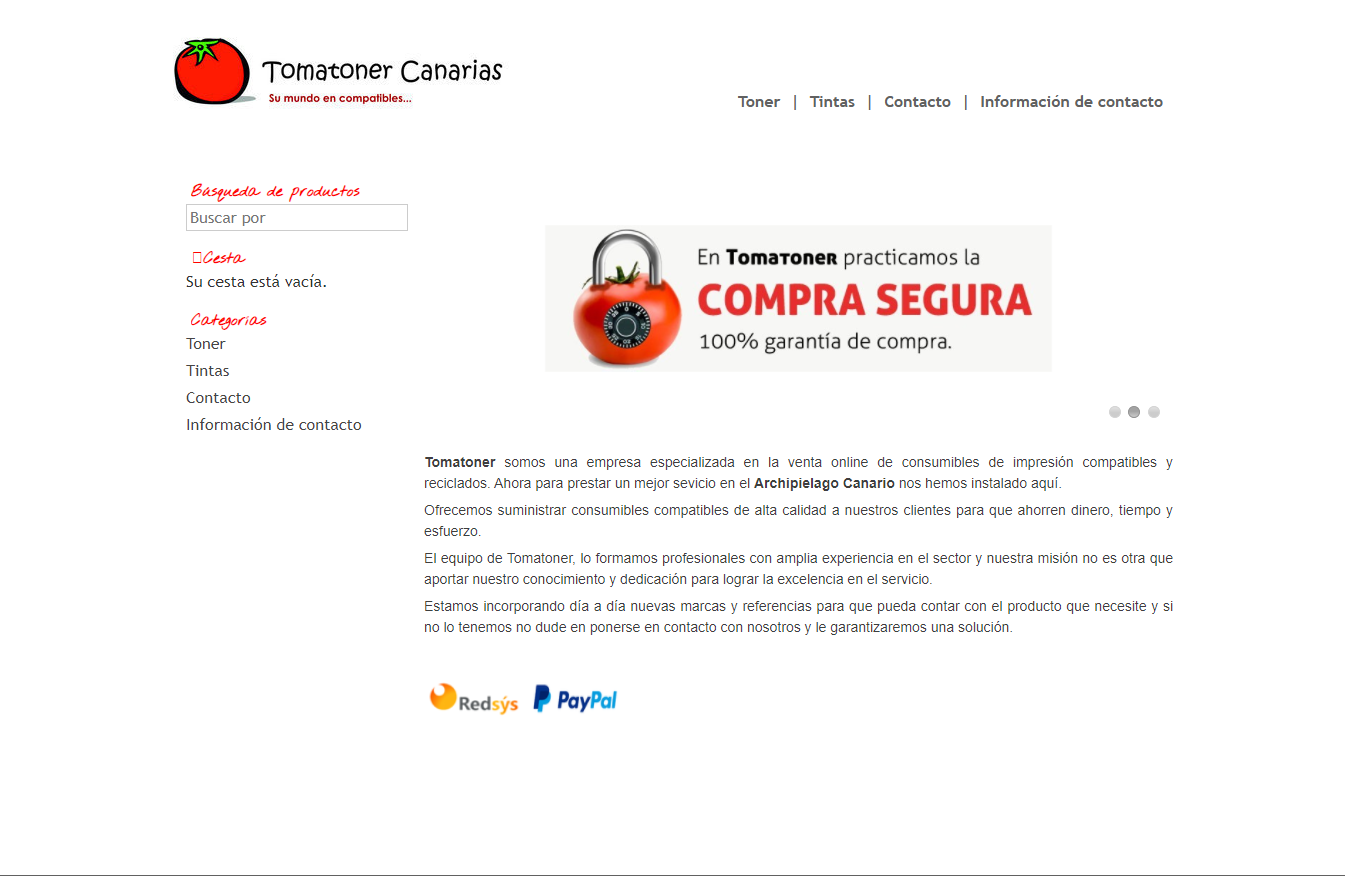 Tomatoner Canarias
Su mundo en compatibles...
Toner | Tintas | Contacto | Información de contacto
Búsqueda de productos
Buscar por
Cesta
Su cesta está vacía.
Categorías
Toner
Tintas
Contacto
Información de contacto
En Tomatoner practicamos la
COMPRA SEGURA
100% garantía de compra.
Tomatoner somos una empresa especializada en la venta online de consumibles de impresión compatibles y
reciclados. Ahora para prestar un mejor sevicio en el Archipielago Canario nos hemos instalado aquí.
Ofrecemos suministrar consumibles compatibles de alta calidad a nuestros clientes para que ahorren dinero, tiempo y
esfuerzo.
El equipo de Tomatoner, lo formamos profesionales con amplia experiencia en el sector y nuestra misión no es otra que
aportar nuestro conocimiento y dedicación para lograr la excelencia en el servicio.
Estamos incorporando día a día nuevas marcas y referencias para que pueda contar con el producto que necesite y si
no lo tenemos no dude en ponerse en contacto con nosotros y le garantizaremos una solución.
Redsýs PayPal